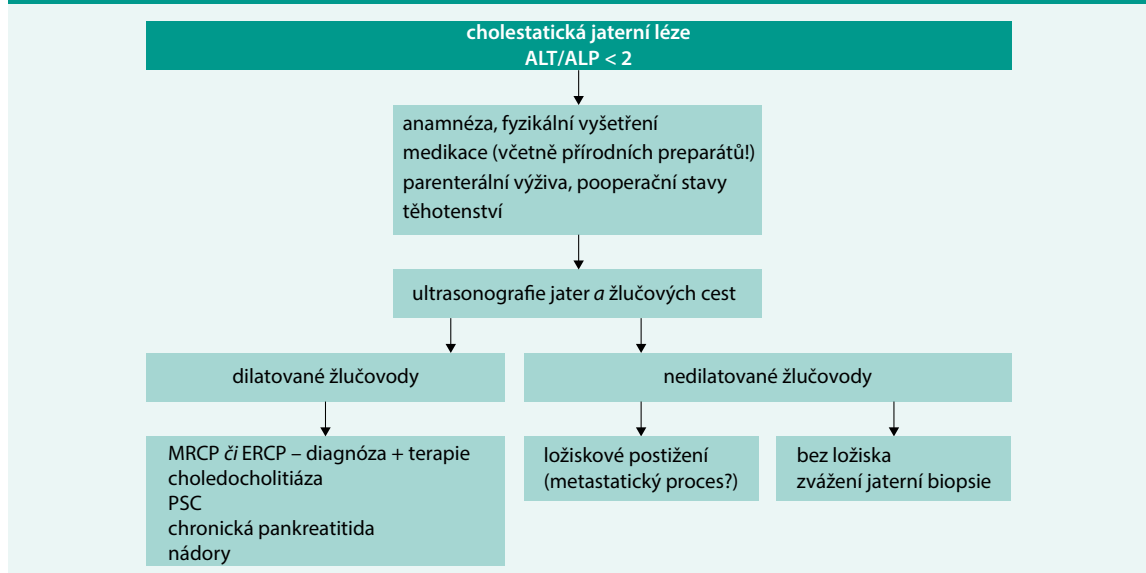 cholestatická jaterní léze
ALT/ALP < 2
anamnéza, fyzikální vyšetření
medikace (včetně přírodních preparátů!)
parenterální výživa, pooperační stavy
těhotenství
ultrasonografie jater a žlučových cest
dilatované žlučovody
nedilatované žlučovody
MRCP či ERCP – diagnóza + terapie
choledocholitiáza
PSC
chronická pankreatitida
nádory
ložiskové postižení
(metastatický proces?)
bez ložiska
zvážení jaterní biopsie